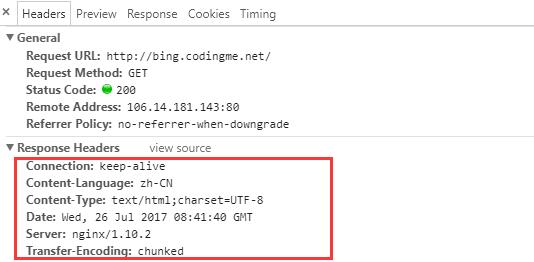 Headers Preview Response Cookies Timing
General
Request URL: http://bing.codingme.net/
Request Method: GET
Status Code: 200
Remote Address: 106.14.181.143:80
Referrer Policy: no-referrer-when-downgrade
Response Headers view source
Connection: keep-alive
Content-Language: zh-CN
Content-Type: text/html;charset=UTF-8
Date: Wed, 26 Jul 2017 08:41:40 GMT
Server: nginx/1.10.2
Transfer-Encoding: chunked